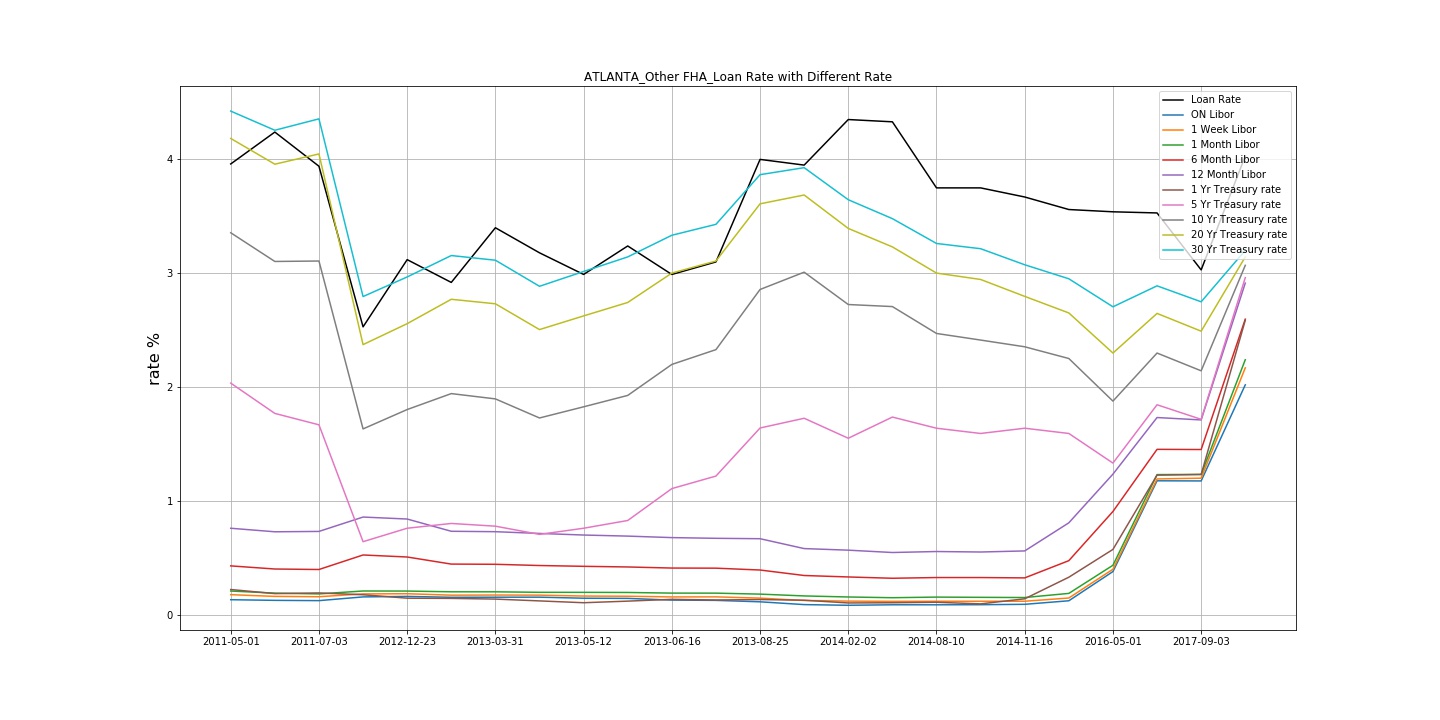 ATLANTA_Other FHA_Loan Rate with Different Rate
Loan Rate
ON Libor
1 Week Libor
1 Month Libor
6 Month Libor
12 Month Libor
1 Yr Treasury rate
5 Yr Treasury rate
10 Yr Treasury rate
20 Yr Treasury rate
30 Yr Treasury rate
rate %
4
3
2
1
0
2011-05-01 2011-07-03 2012-12-23 2013-03-31 2013-05-12 2013-06-16 2013-08-25 2014-02-02 2014-08-10 2014-11-16 2016-05-01 2017-09-03